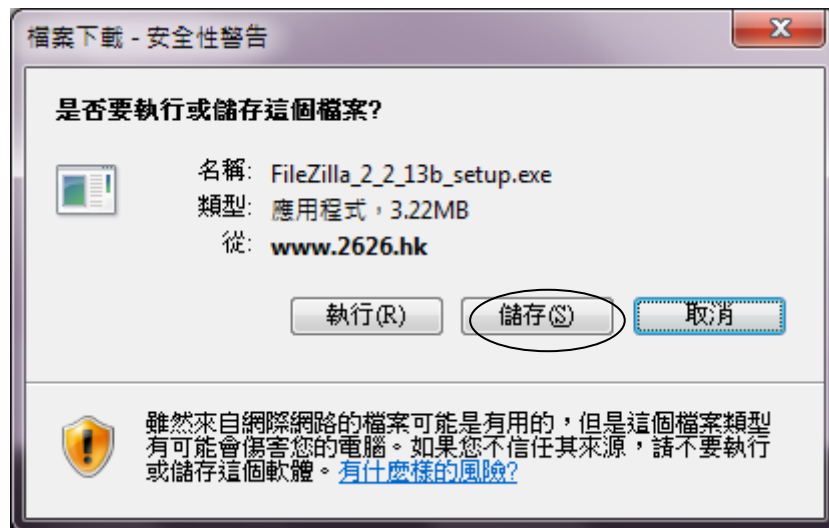 檔案下載 - 安全性警告
是否要執行或儲存這個檔案?
名稱: FileZilla_2_2_13b_setup.exe
類型: 應用程式，3.22MB
從: www.2626.hk
執行(R) 儲存(S) 取消
雖然來自網際網路的檔案可能是有用的，但是這個檔案類型
有可能會傷害您的電腦。如果您不信任其來源，請不要執行
或儲存這個軟體。有什麼樣的風險?